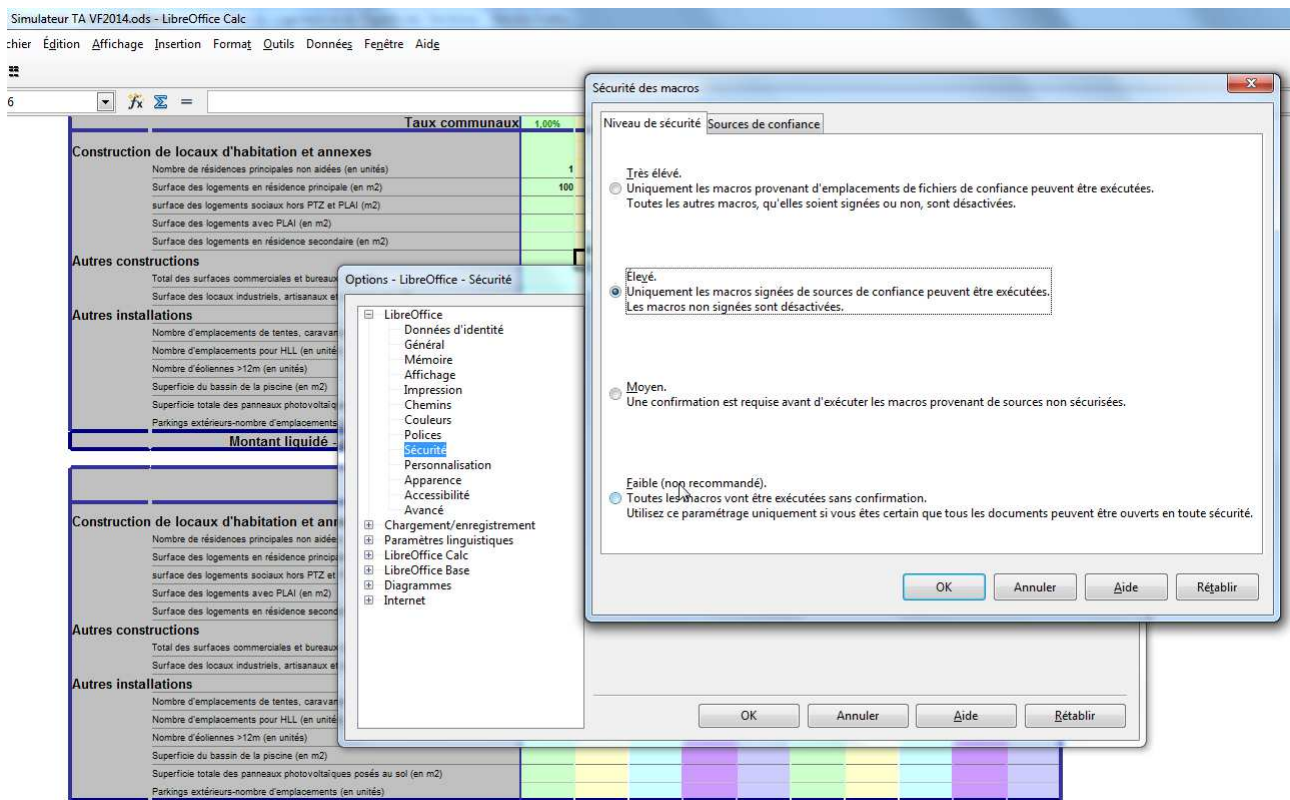 Simulateur TA VF2014.ods - LibreOffice Calc
chier Édition Affichage Insertion Format Outils Données Fenêtre Aide
6
Taux communaux 1,00%
Construction de locaux d'habitation et annexes
Nombre de résidences principales non aidées (en unités) 1
Surface des logements en résidence principale (en m2) 100
surface des logements sociaux hors PTZ et PLAI (m2)
Surface des logements avec PLAI (en m2)
Surface des logements en résidence secondaire (en m2)
Autres constructions
Total des surfaces commerciales et bureaux
Surface des locaux industriels, artisanaux et
Autres installations
Nombre d'emplacements de tentes, caravan
Nombre d'emplacements pour HLL (en unité
Nombre d'éoliennes >12m (en unités)
Superficie du bassin de la piscine (en m2)
Superficie totale des panneaux photovoltaïq
Parkings extérieurs-nombre d'emplacements
Montant liquidé -
Construction de locaux d'habitation et ann
Nombre de résidences principales non aidée
Surface des logements en résidence princip
surface des logements sociaux hors PTZ et
Surface des logements avec PLAI (en m2)
Surface des logements en résidence second
Autres constructions
Total des surfaces commerciales et bureaux
Surface des locaux industriels, artisanaux et
Autres installations
Nombre d'emplacements de tentes, caravan
Nombre d'emplacements pour HLL (en unité
Nombre d'éoliennes >12m (en unités)
Superficie du bassin de la piscine (en m2)
Superficie totale des panneaux photovoltaïques posés au sol (en m2)
Parkings extérieurs-nombre d'emplacements (en unités)
Options - LibreOffice - Sécurité
LibreOffice
Données d'identité
Général
Mémoire
Affichage
Impression
Chemins
Couleurs
Polices
Sécurité
Personnalisation
Apparence
Accessibilité
Avancé
Chargement/enregistrement
Paramètres linguistiques
LibreOffice Calc
LibreOffice Base
Diagrammes
Internet
OK Annuler Aide Rétablir
Sécurité des macros
Niveau de sécurité Sources de confiance
Très élévé.
Uniquement les macros provenant d'emplacements de fichiers de confiance peuvent être exécutées.
Toutes les autres macros, qu'elles soient signées ou non, sont désactivées.
Élevé.
Uniquement les macros signées de sources de confiance peuvent être exécutées.
Les macros non signées sont désactivées.
Moyen.
Une confirmation est requise avant d'exécuter les macros provenant de sources non sécurisées.
Faible (non recommandé).
Toutes les macros vont être exécutées sans confirmation.
Utilisez ce paramétrage uniquement si vous êtes certain que tous les documents peuvent être ouverts en toute sécurité.
OK Annuler Aide Rétablir